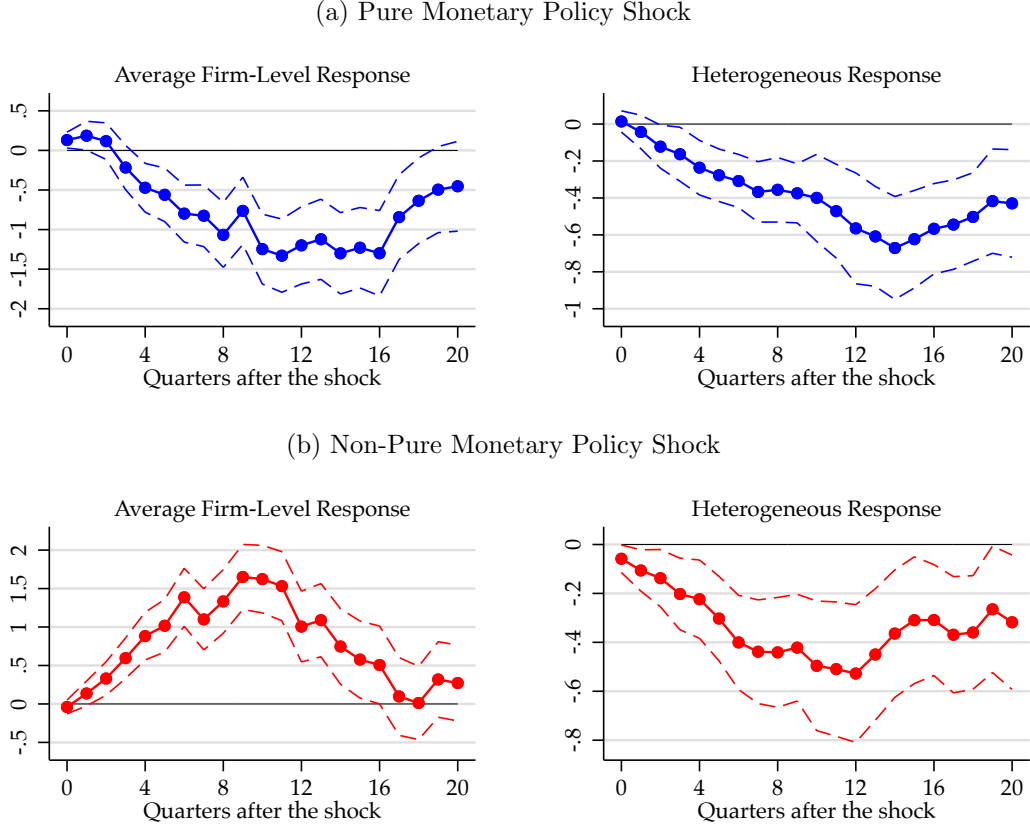 (a) Pure Monetary Policy Shock
Average Firm-Level Response
.5
0
-.5
-1
-1.5
-2
0 4 8 12 16 20
Quarters after the shock
Heterogeneous Response
0
-.2
-.4
-.6
-.8
-1
0 4 8 12 16 20
Quarters after the shock
(b) Non-Pure Monetary Policy Shock
Average Firm-Level Response
2
1.5
1
.5
0
-.5
0 4 8 12 16 20
Quarters after the shock
Heterogeneous Response
0
-.2
-.4
-.6
-.8
0 4 8 12 16 20
Quarters after the shock